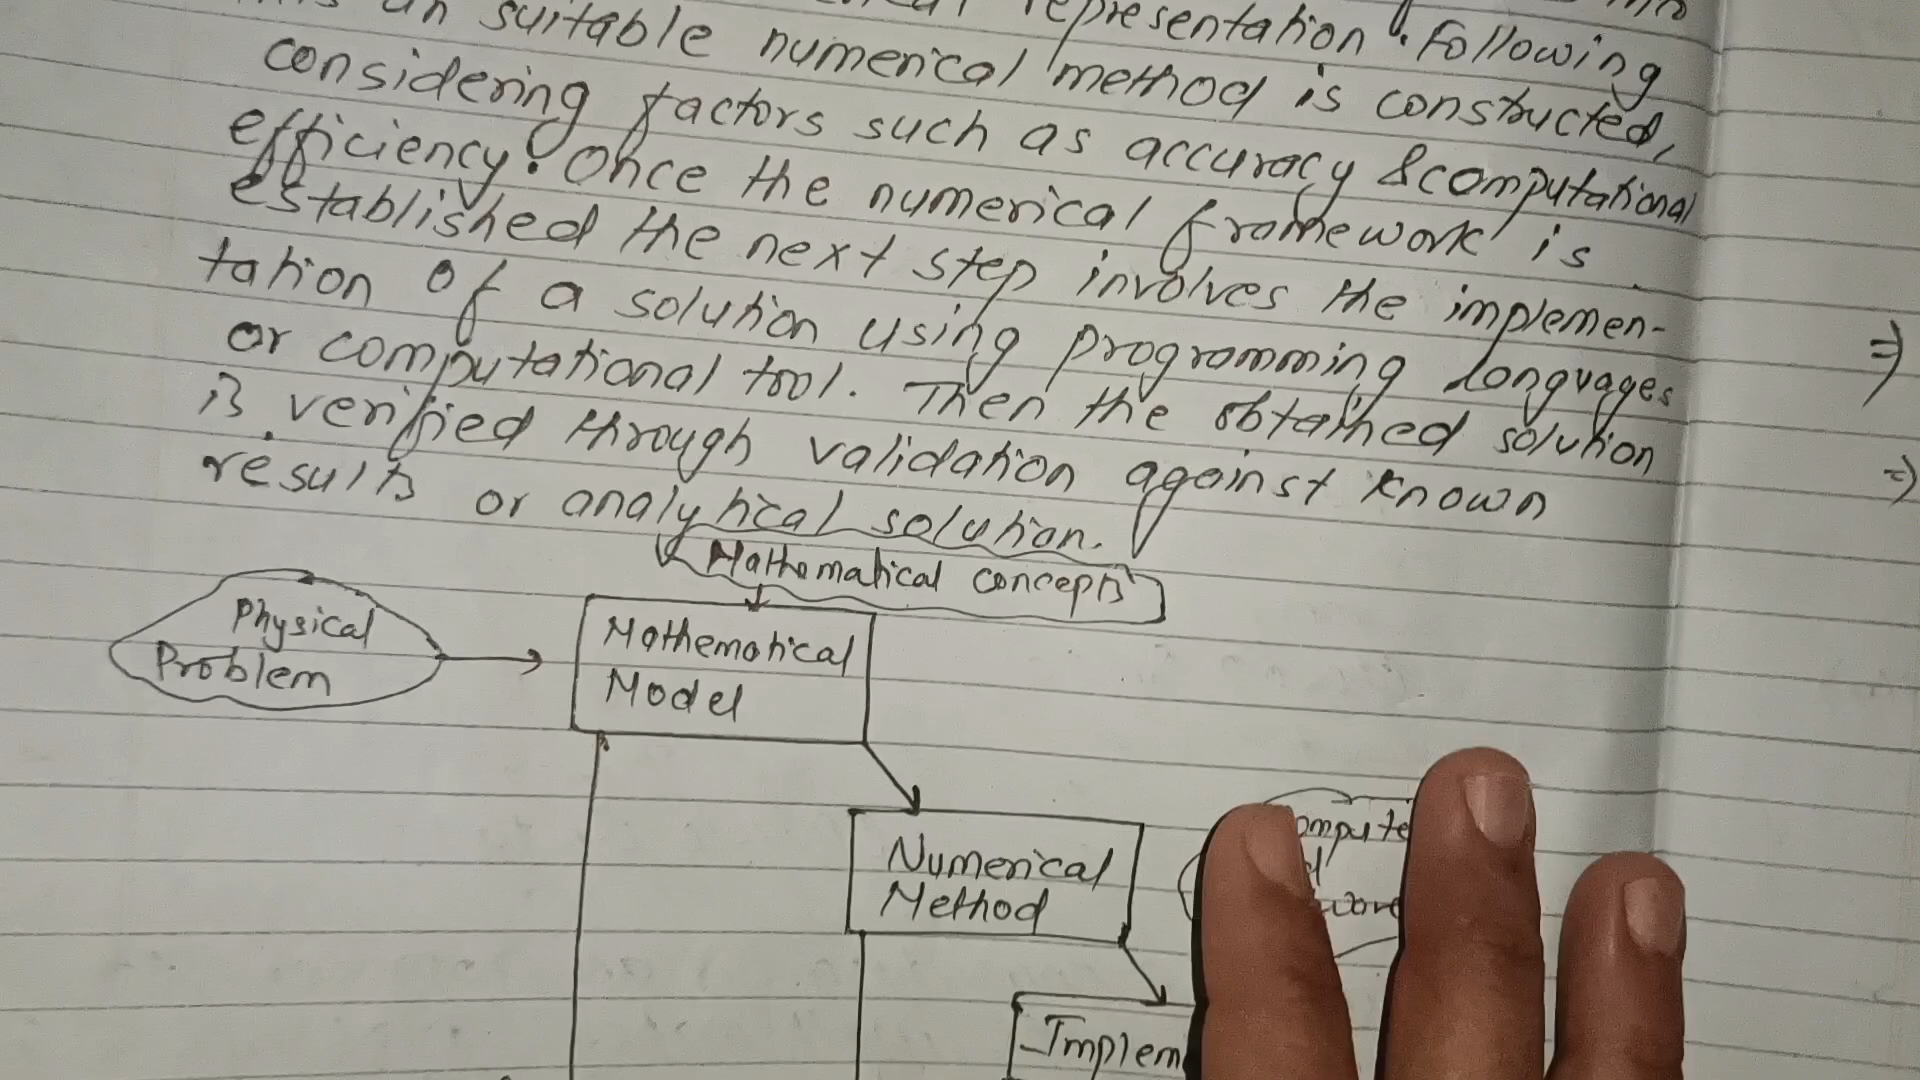 representation. Following
this an suitable numerical method is constructed,
considering factors such as accuracy & computational
efficiency. Once the numerical framework is
established the next step involves the implemen-
tation of a solution using programming languages
or computational tool. Then the obtained solution
is verified through validation against known
results or analytical solution.
Mathematical concepts
Physical
Problem
Mathematical
Model
Numerical
Method
ompute
Implem
=)
=)